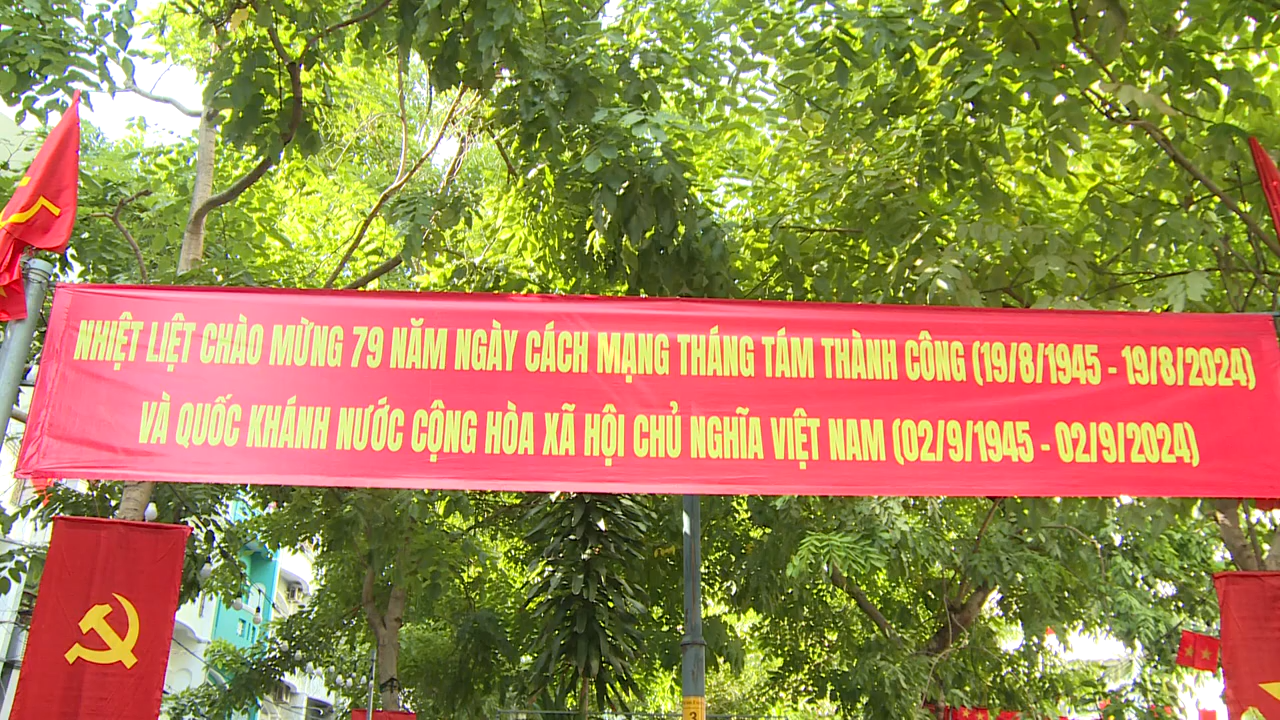 NHIỆT LIỆT CHÀO MỪNG 79 NĂM NGÀY CÁCH MẠNG THÁNG TÁM THÀNH CÔNG (19/8/1945 - 19/8/2024)
VÀ QUỐC KHÁNH NƯỚC CỘNG HÒA XÃ HỘI CHỦ NGHĨA VIỆT NAM (02/9/1945 - 02/9/2024)
3